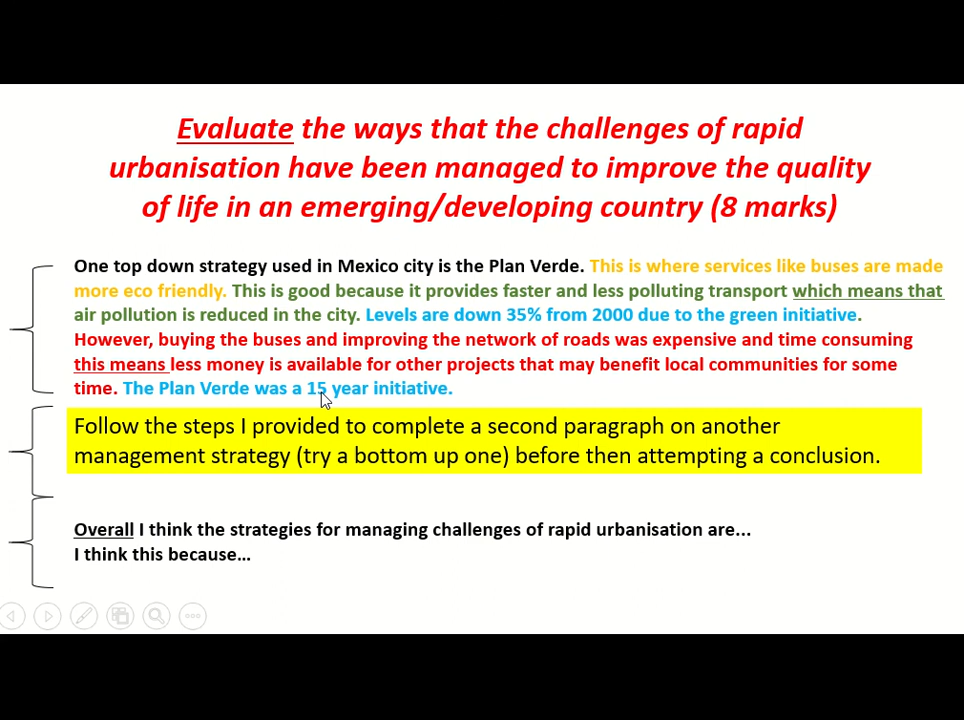 Evaluate the ways that the challenges of rapid
urbanisation have been managed to improve the quality
of life in an emerging/developing country (8 marks)
One top down strategy used in Mexico city is the Plan Verde. This is where services like buses are made
more eco friendly. This is good because it provides faster and less polluting transport which means that
air pollution is reduced in the city. Levels are down 35% from 2000 due to the green initiative.
However, buying the buses and improving the network of roads was expensive and time consuming
this means less money is available for other projects that may benefit local communities for some
time. The Plan Verde was a 15 year initiative.
Follow the steps I provided to complete a second paragraph on another
management strategy (try a bottom up one) before then attempting a conclusion.
Overall I think the strategies for managing challenges of rapid urbanisation are...
I think this because...